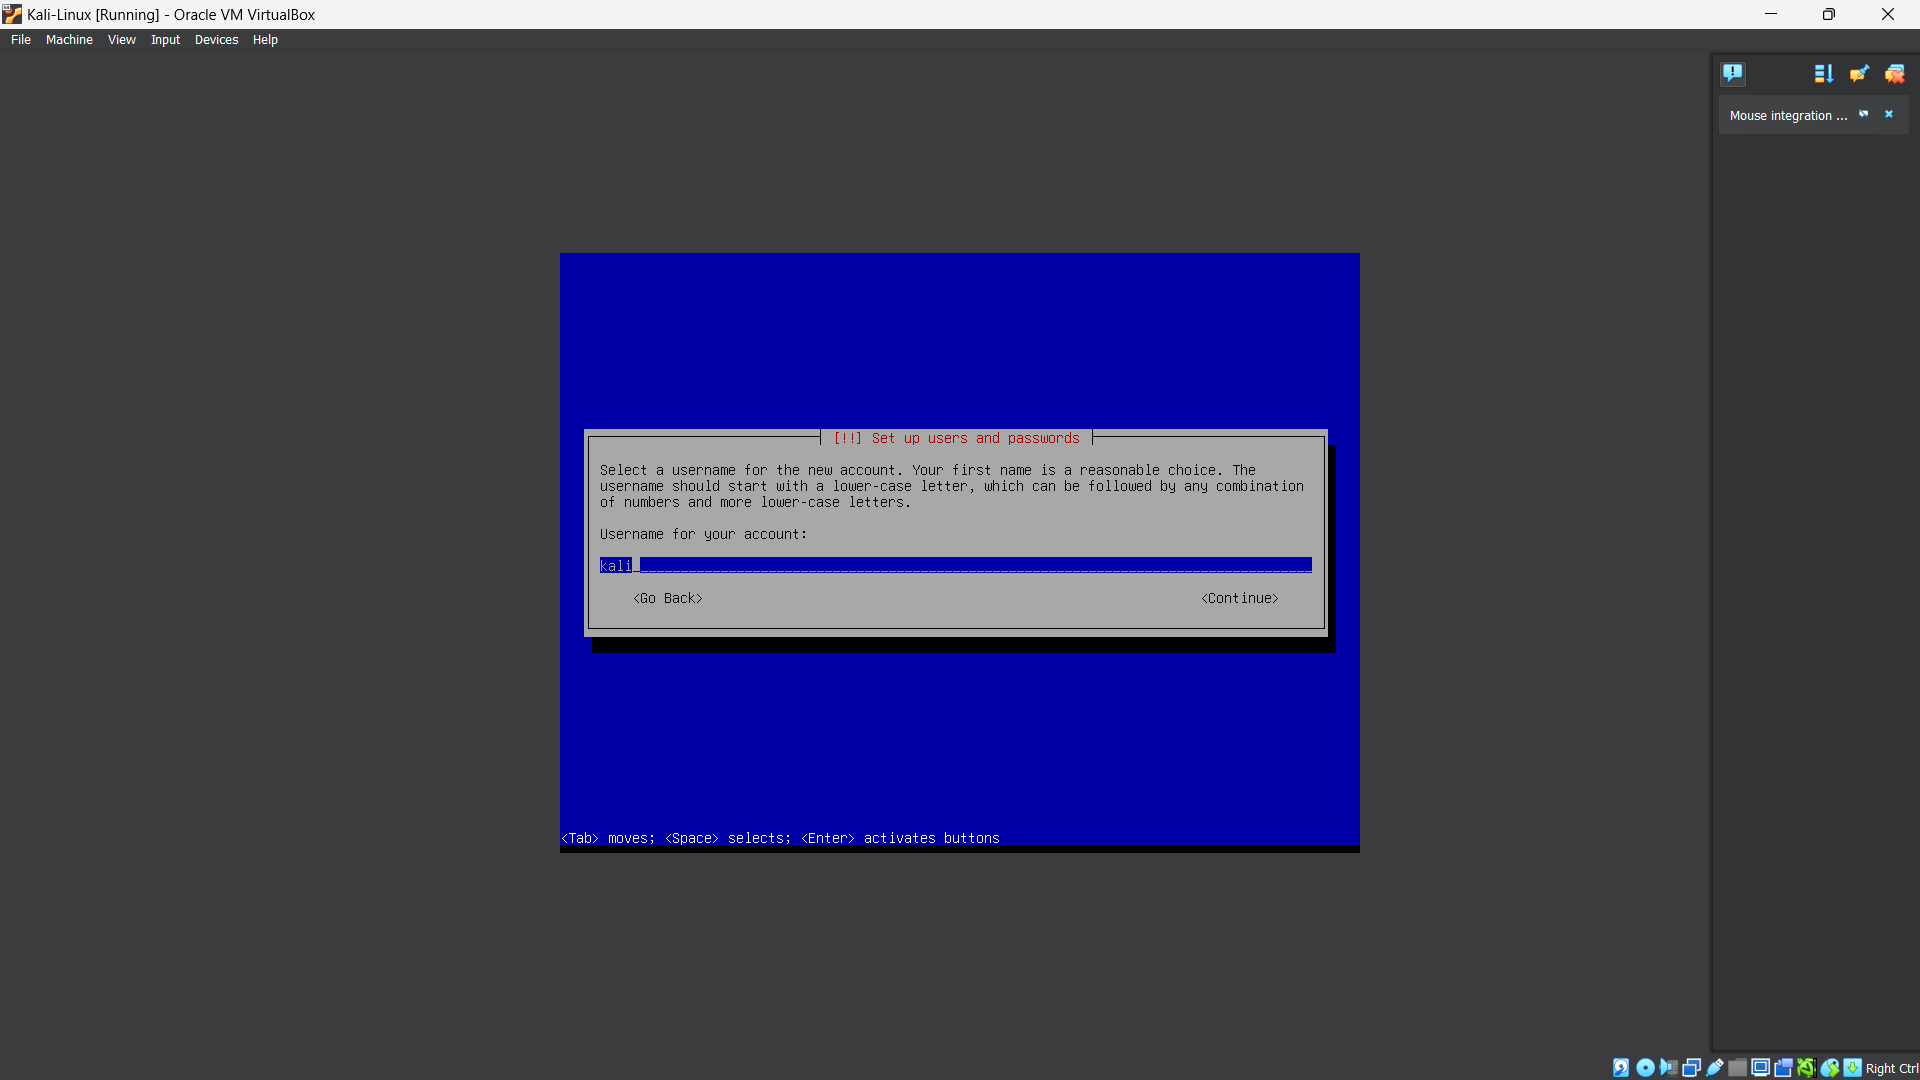 Kali-Linux [Running] - Oracle VM VirtualBox
File Machine View Input Devices Help
Mouse integration ...
[!!] Set up users and passwords
Select a username for the new account. Your first name is a reasonable choice. The
username should start with a lower-case letter, which can be followed by any combination
of numbers and more lower-case letters.
Username for your account:
kali
<Go Back> <Continue>
<Tab> moves; <Space> selects; <Enter> activates buttons
Right Ctrl